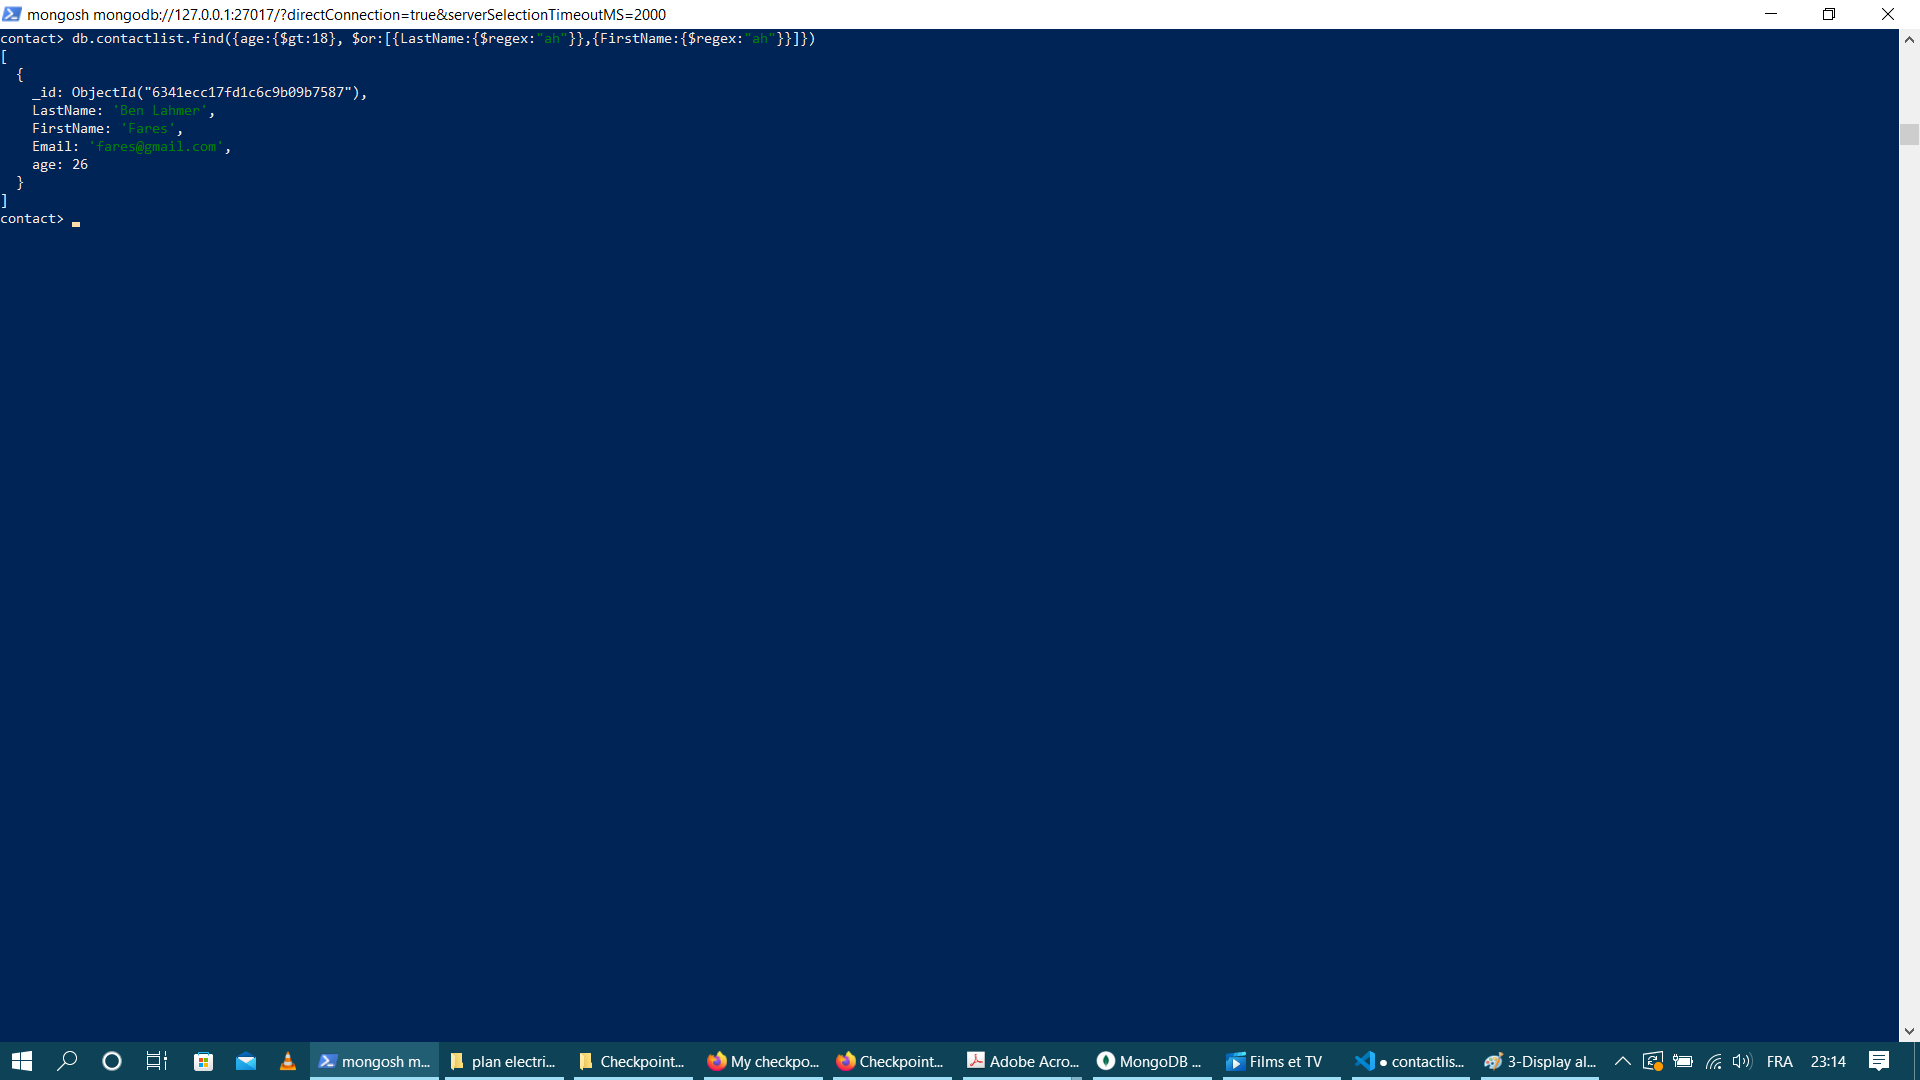 mongosh mongodb://127.0.0.1:27017/?directConnection=true&serverSelectionTimeoutMS=2000
contact> db.contactlist.find({age:{$gt:18}, $or:[{LastName:{$regex:"ah"}},{FirstName:{$regex:"ah"}}]})
[
  {
    _id: ObjectId("6341ecc17fd1c6c9b09b7587"),
    LastName: 'Ben Lahmer',
    FirstName: 'Fares',
    Email: 'fares@gmail.com',
    age: 26
  }
]
contact>
mongosh m... plan electri... Checkpoint... My checkpo... Checkpoint... Adobe Acro... MongoDB ... Films et TV ● contactlis... 3-Display al... FRA 23:14